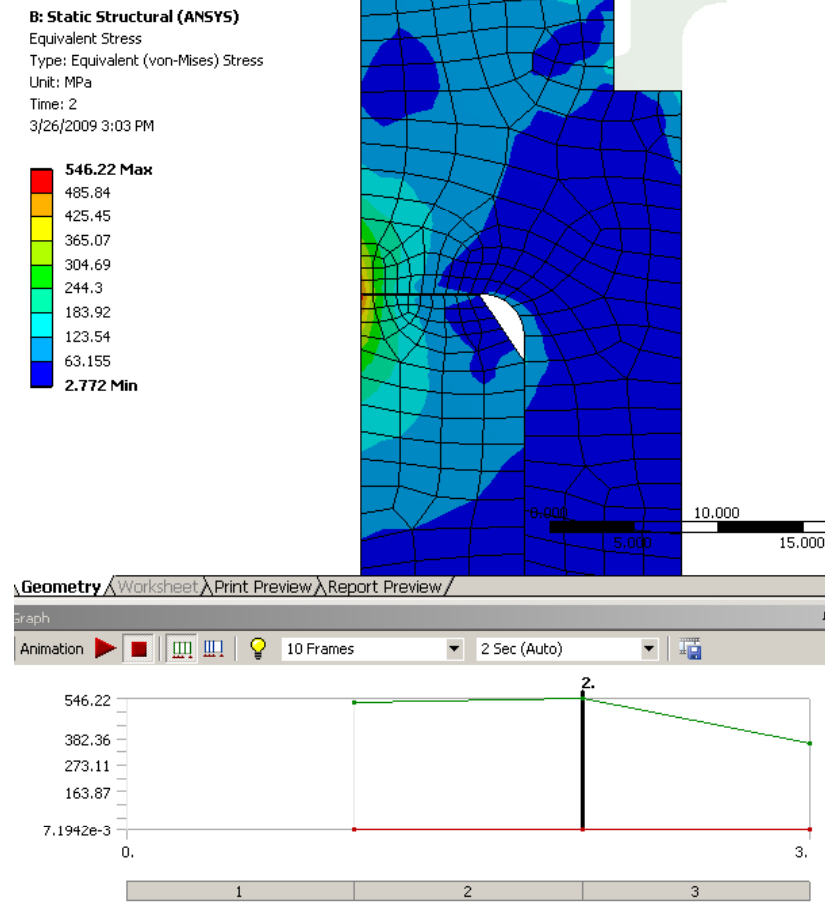 B: Static Structural (ANSYS)
Equivalent Stress
Type: Equivalent (von-Mises) Stress
Unit: MPa
Time: 2
3/26/2009 3:03 PM
546.22 Max
485.84
425.45
365.07
304.69
244.3
183.92
123.54
63.155
2.772 Min
0.000
10.000
5.000
15.000
Geometry Worksheet Print Preview Report Preview
Graph
Animation 10 Frames 2 Sec (Auto)
2.
546.22
382.36
273.11
163.87
7.1942e-3
0.
3.
1 2 3